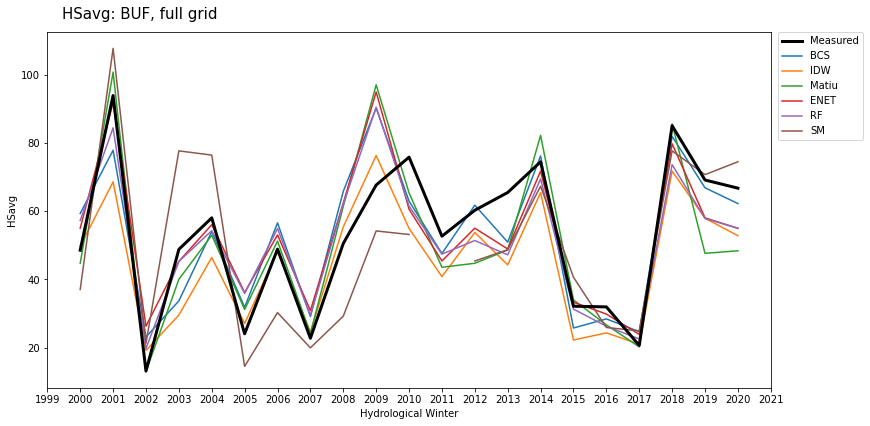 HSavg: BUF, full grid
Measured
BCS
IDW
Matiu
ENET
RF
SM
HSavg
100
80
60
40
20
1999 2000 2001 2002 2003 2004 2005 2006 2007 2008 2009 2010 2011 2012 2013 2014 2015 2016 2017 2018 2019 2020 2021
Hydrological Winter